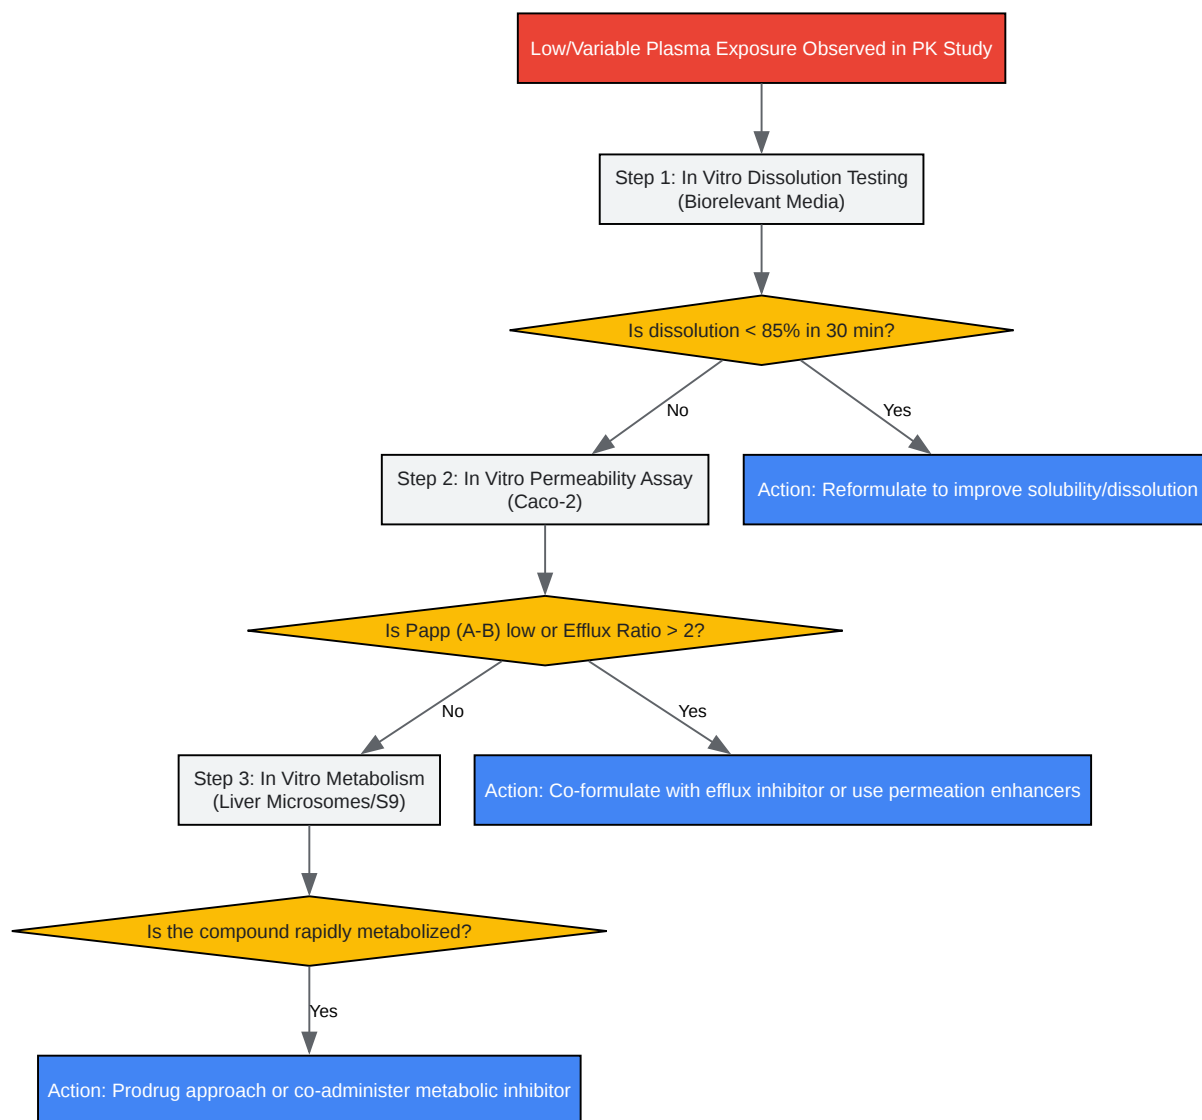 Low/Variable Plasma Exposure Observed in PK Study
Step 1: In Vitro Dissolution Testing
(Biorelevant Media)
Is dissolution < 85% in 30 min?
No
Yes
Step 2: In Vitro Permeability Assay
(Caco-2)
Action: Reformulate to improve solubility/dissolution
Is Papp (A-B) low or Efflux Ratio > 2?
No
Yes
Step 3: In Vitro Metabolism
(Liver Microsomes/S9)
Action: Co-formulate with efflux inhibitor or use permeation enhancers
Is the compound rapidly metabolized?
Yes
Action: Prodrug approach or co-administer metabolic inhibitor